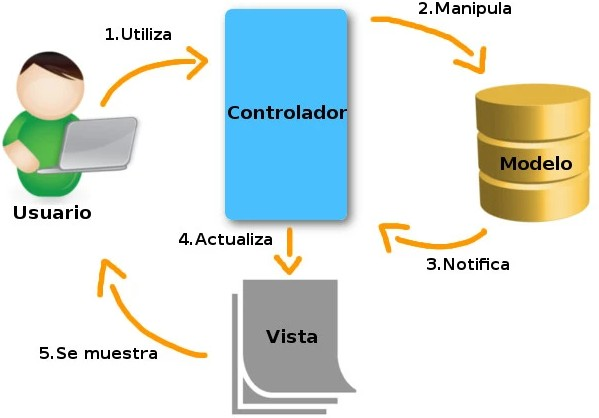 1.Utiliza
2.Manipula
Controlador
Modelo
Usuario
4.Actualiza
3.Notifica
Vista
5.Se muestra